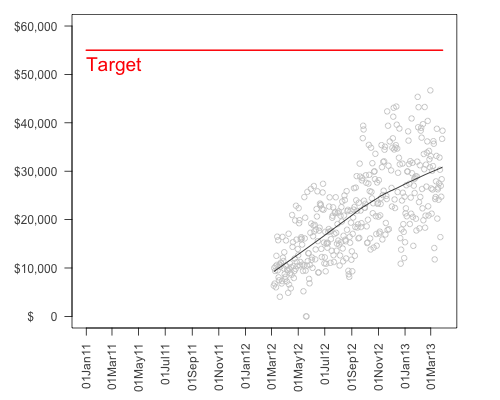 $60,000
$50,000
$40,000
$30,000
$20,000
$10,000
$ 0
Target
01Jan11
01Mar11
01May11
01Jul11
01Sep11
01Nov11
01Jan12
01Mar12
01May12
01Jul12
01Sep12
01Nov12
01Jan13
01Mar13